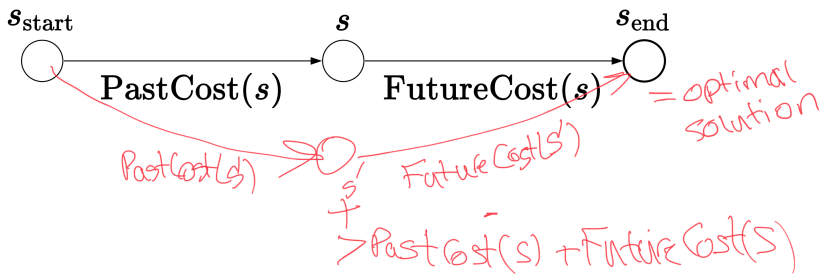 s_start s s_end
PastCost(s) FutureCost(s)
= optimal
solution
PastCost(s') FutureCost(s')
s'
+
> PastCost(s) + FutureCost(s)